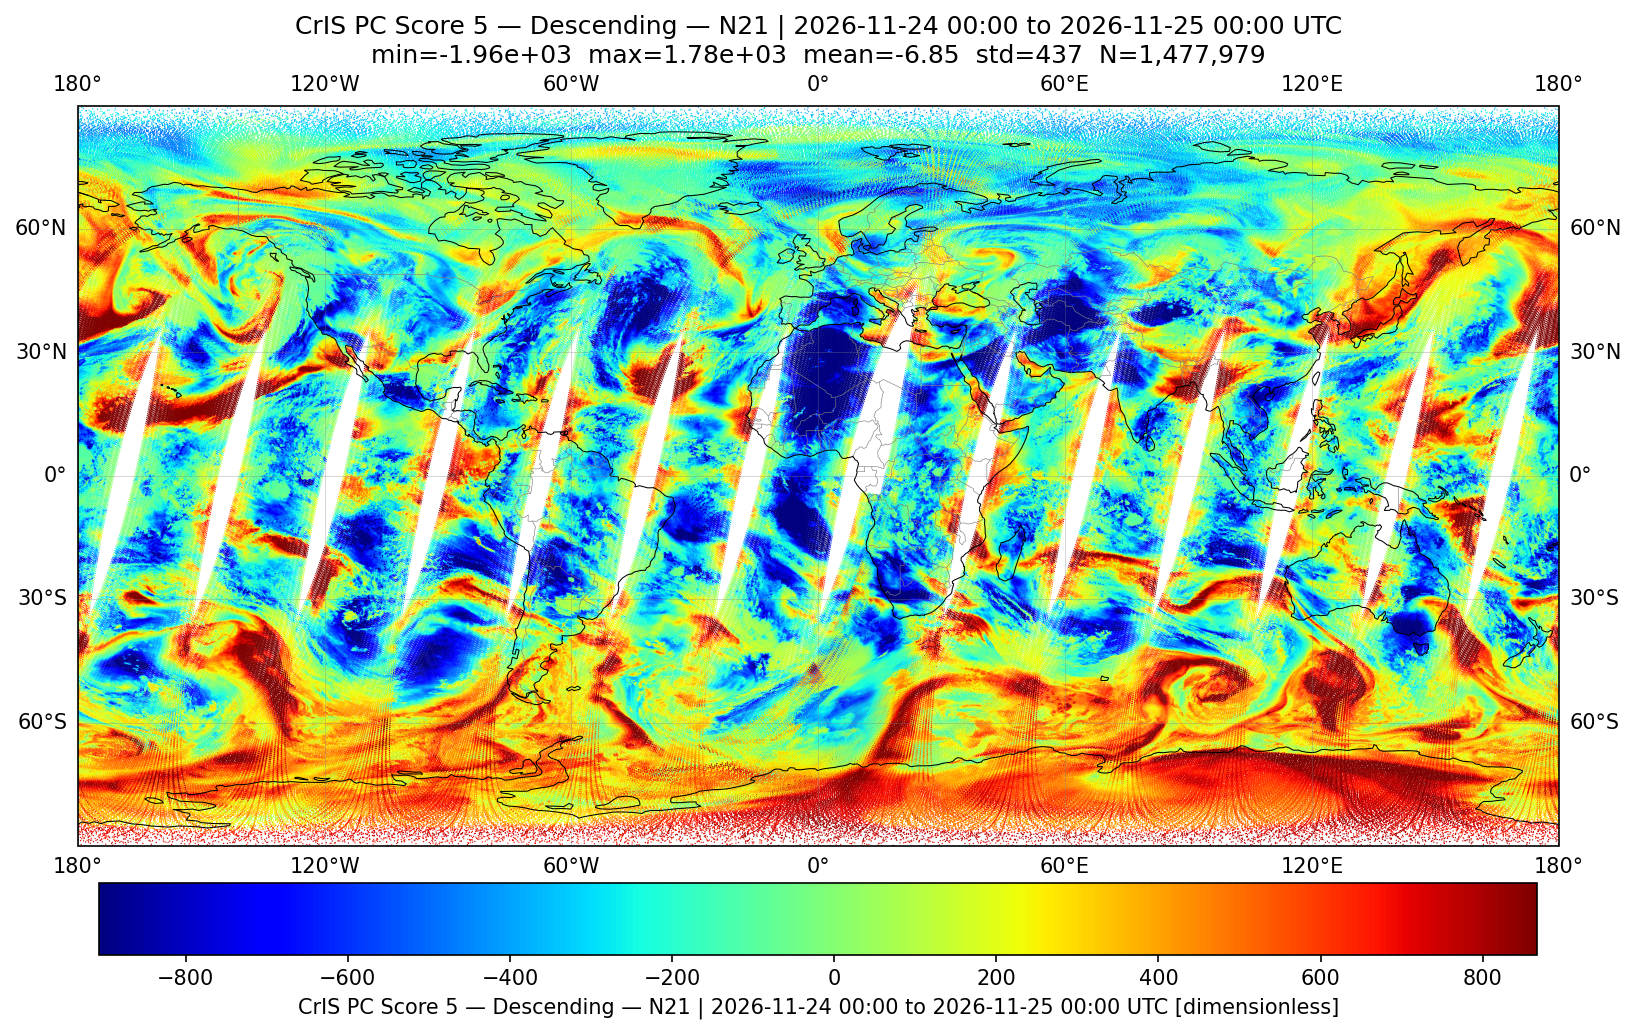 CrIS PC Score 5 — Descending — N21 | 2026-11-24 00:00 to 2026-11-25 00:00 UTC
min=-1.96e+03  max=1.78e+03  mean=-6.85  std=437  N=1,477,979
180° 120°W 60°W 0° 60°E 120°E 180°
60°N 60°N
30°N 30°N
0° 0°
30°S 30°S
60°S 60°S
180° 120°W 60°W 0° 60°E 120°E 180°
−800 −600 −400 −200 0 200 400 600 800
CrIS PC Score 5 — Descending — N21 | 2026-11-24 00:00 to 2026-11-25 00:00 UTC [dimensionless]